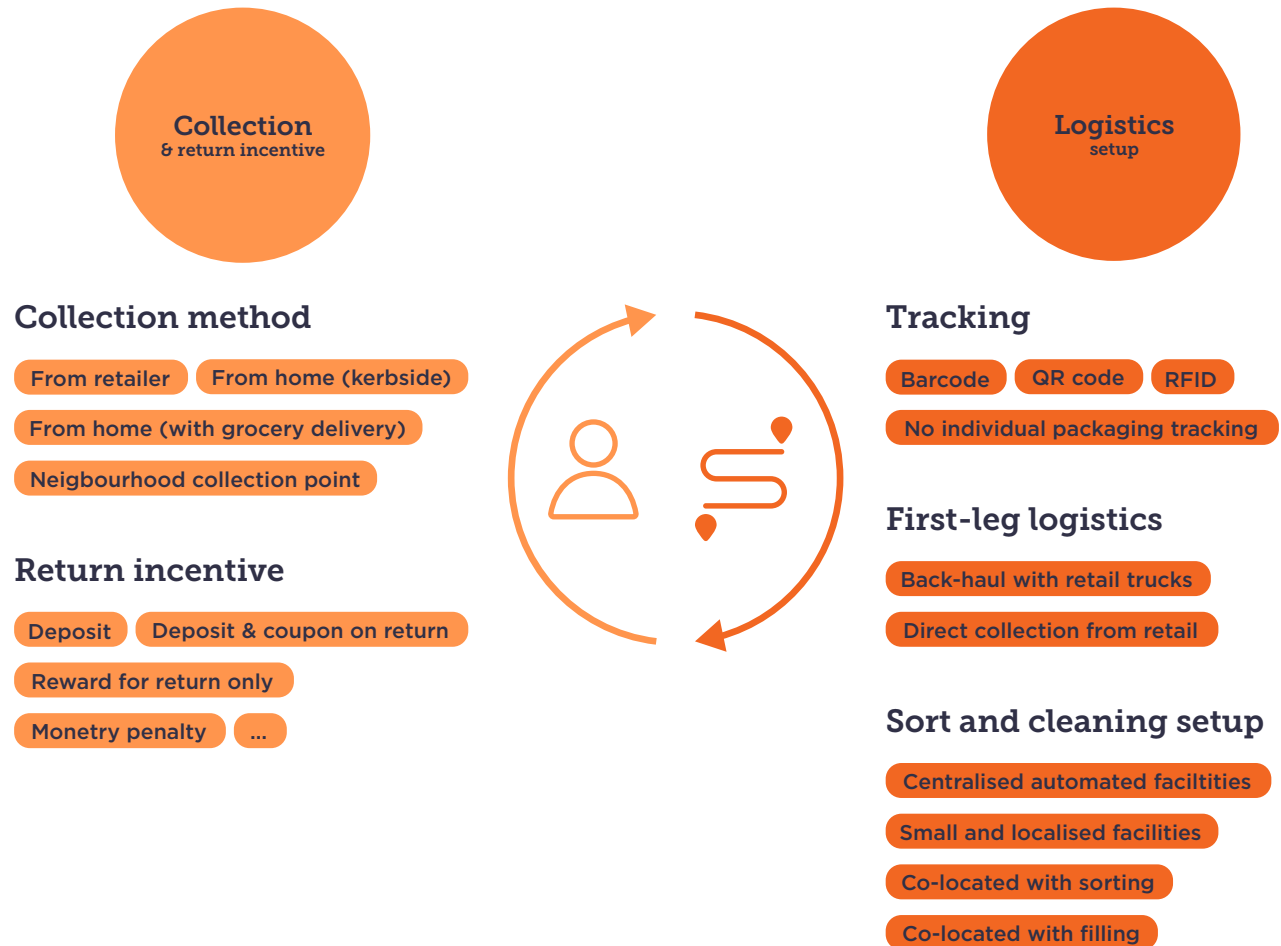 Collection
& return incentive
Collection method
From retailer
From home (kerbside)
From home (with grocery delivery)
Neigbourhood collection point
Return incentive
Deposit
Deposit & coupon on return
Reward for return only
Monetry penalty
...
Logistics
setup
Tracking
Barcode
QR code
RFID
No individual packaging tracking
First-leg logistics
Back-haul with retail trucks
Direct collection from retail
Sort and cleaning setup
Centralised automated faciltities
Small and localised facilities
Co-located with sorting
Co-located with filling